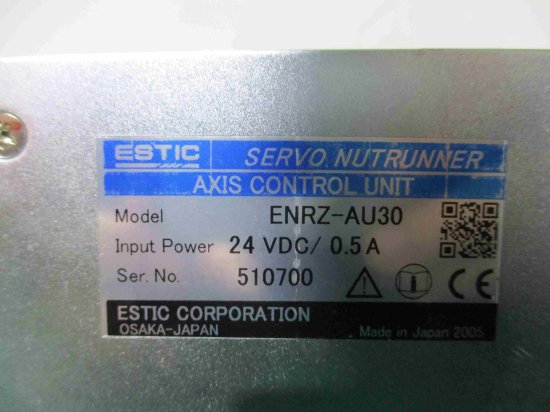 ESTIC SERVO NUTRUNNER
AXIS CONTROL UNIT
Model ENRZ-AU30
Input Power 24 VDC/ 0.5A
Ser. No. 510700
CE
ESTIC CORPORATION
OSAKA-JAPAN Made in Japan 2005